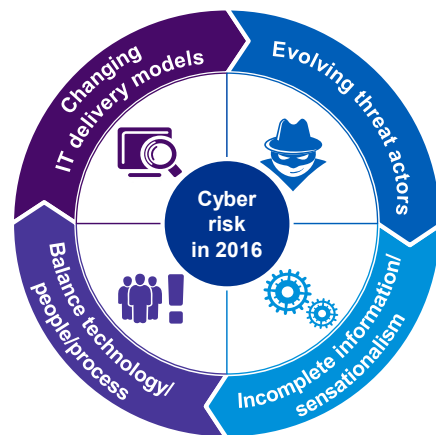 Changing
IT delivery models
Evolving threat actors
Cyber
risk
in 2016
Balance technology/
people/process
Incomplete information/
sensationalism